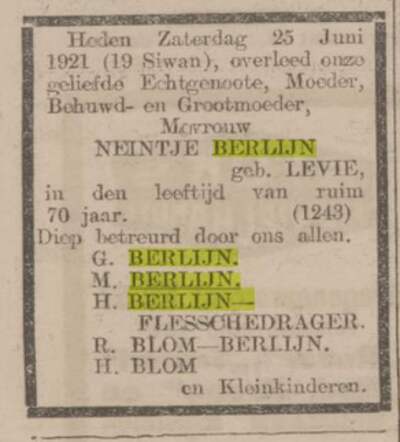 Heden Zaterdag 25 Juni
1921 (19 Siwan), overleed onze
geliefde Echtgenoote, Moeder,
Behuwd- en Grootmoeder,
Mevrouw
NEINTJE BERLIJN
geb. LEVIE,
in den leeftijd van ruim
70 jaar. (1243)
Diep betreurd door ons allen.
G. BERLIJN.
M. BERLIJN.
H. BERLIJN—
FLESSCHEDRAGER.
R. BLOM—BERLIJN.
H. BLOM
en Kleinkinderen.